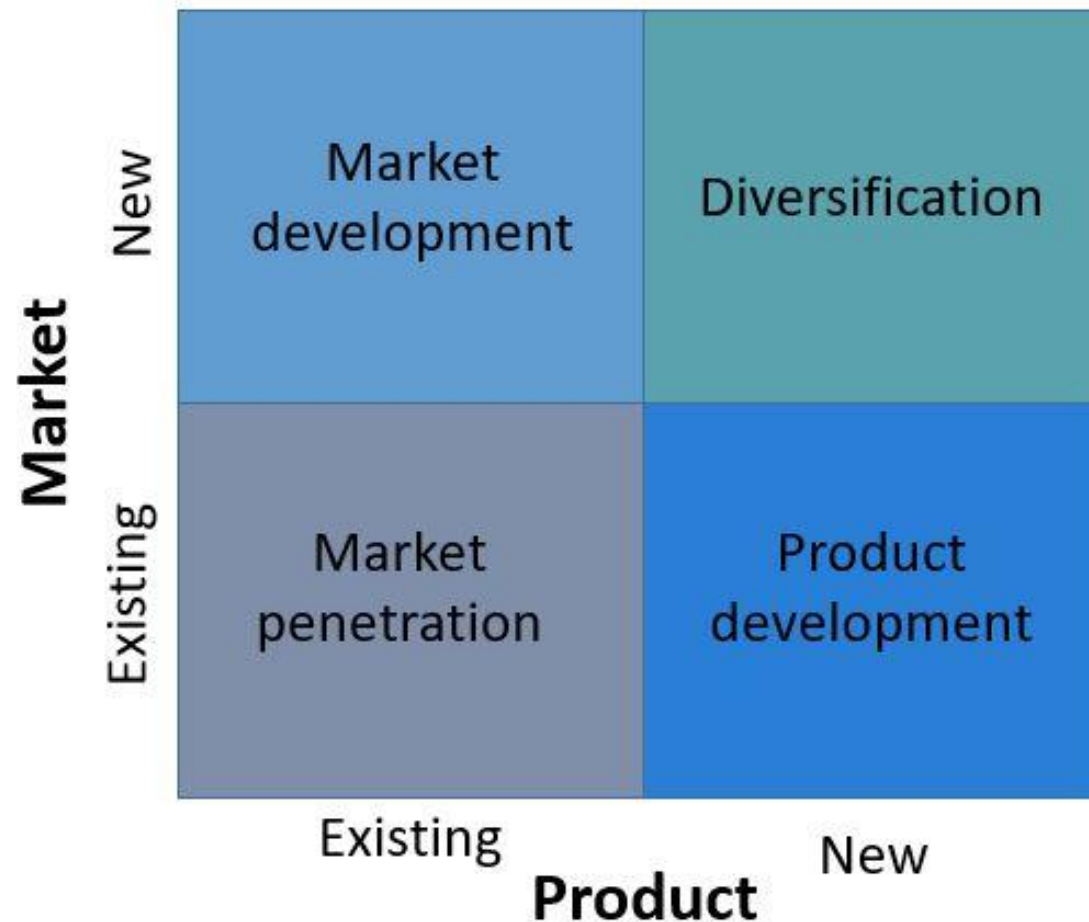 Market
New
Existing
Market
development
Diversification
Market
penetration
Product
development
Existing
New
Product